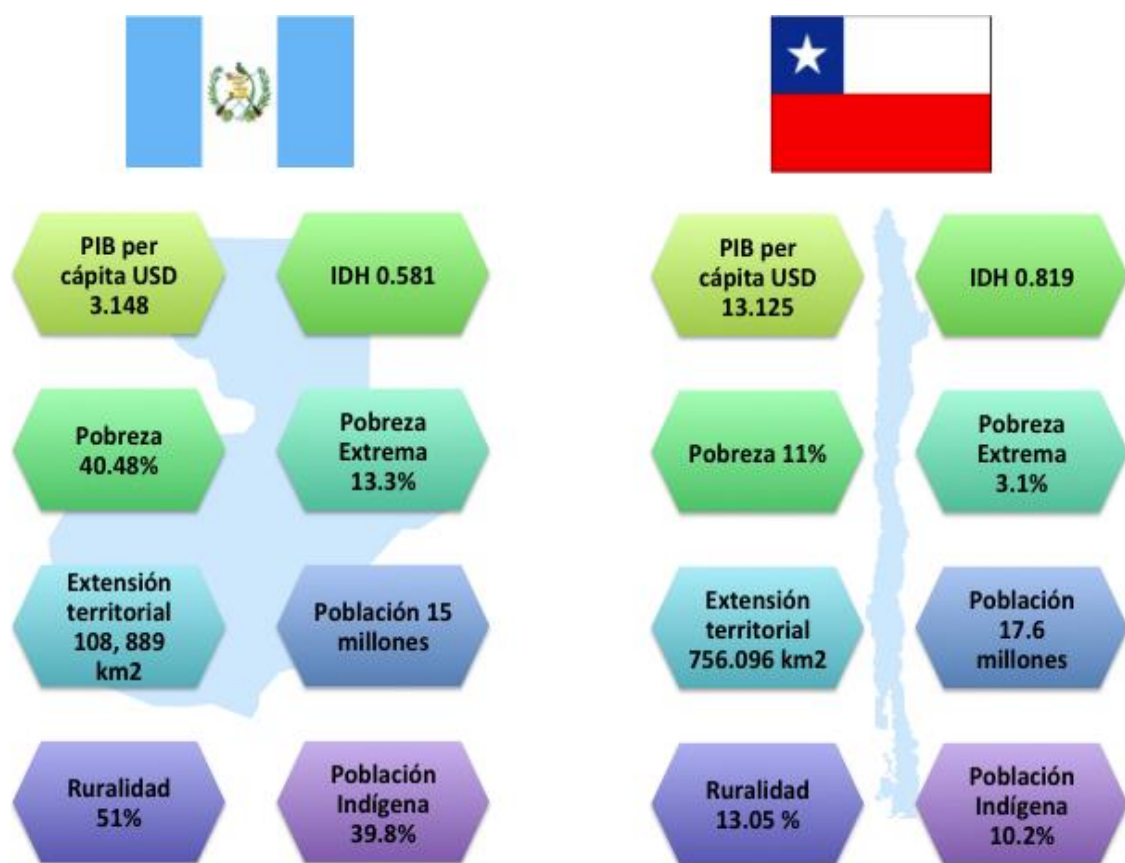 PIB per
cápita USD
3.148
IDH 0.581
Pobreza
40.48%
Pobreza
Extrema
13.3%
Extensión
territorial
108, 889
km2
Población 15
millones
Ruralidad
51%
Población
Indígena
39.8%
PIB per
cápita USD
13.125
IDH 0.819
Pobreza 11%
Pobreza
Extrema
3.1%
Extensión
territorial
756.096 km2
Población
17.6
millones
Ruralidad
13.05 %
Población
Indígena
10.2%